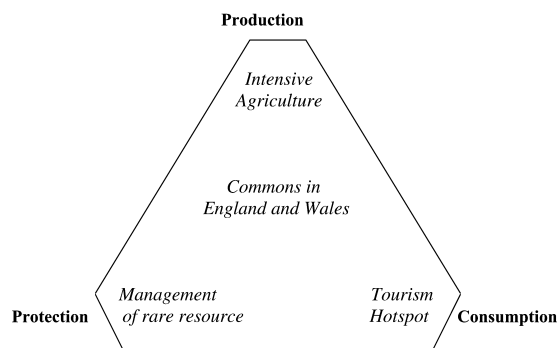 Production
Intensive
Agriculture
Commons in
England and Wales
Management
of rare resource
Protection
Tourism
Hotspot
Consumption